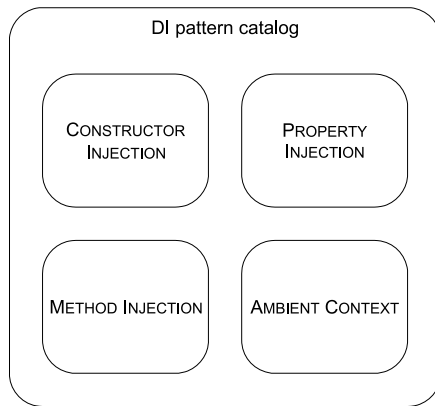 DI pattern catalog
CONSTRUCTOR
INJECTION
PROPERTY
INJECTION
METHOD INJECTION
AMBIENT CONTEXT